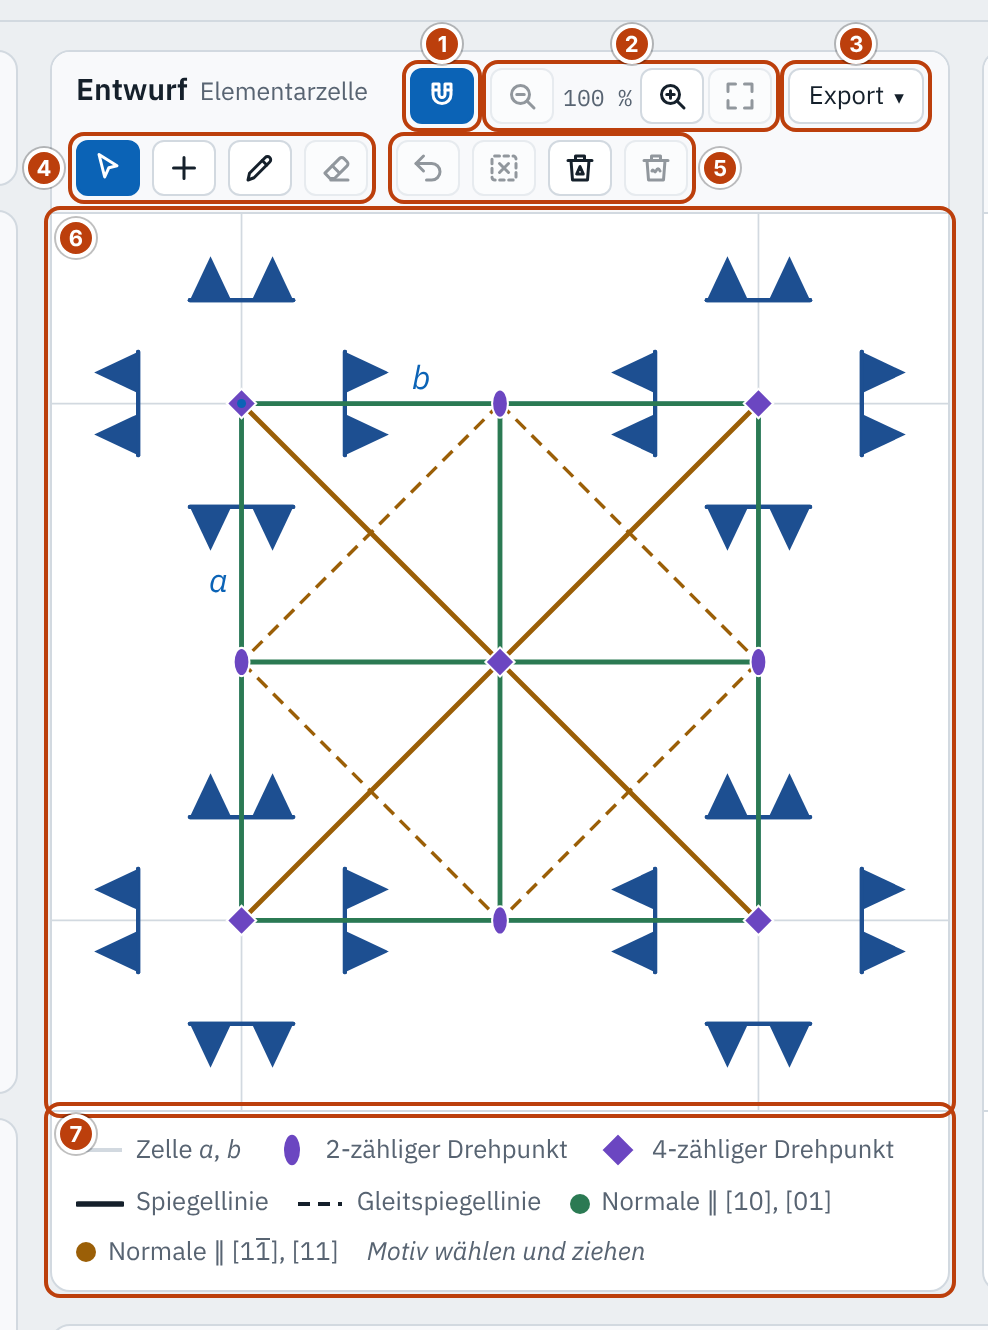 1 2 3
Entwurf Elementarzelle 100 % Export ▾
4 5
6
b
a
7
Zelle a, b 2-zähliger Drehpunkt 4-zähliger Drehpunkt
Spiegellinie Gleitspiegellinie Normale ∥ [10], [01]
Normale ∥ [11̅], [11] Motiv wählen und ziehen